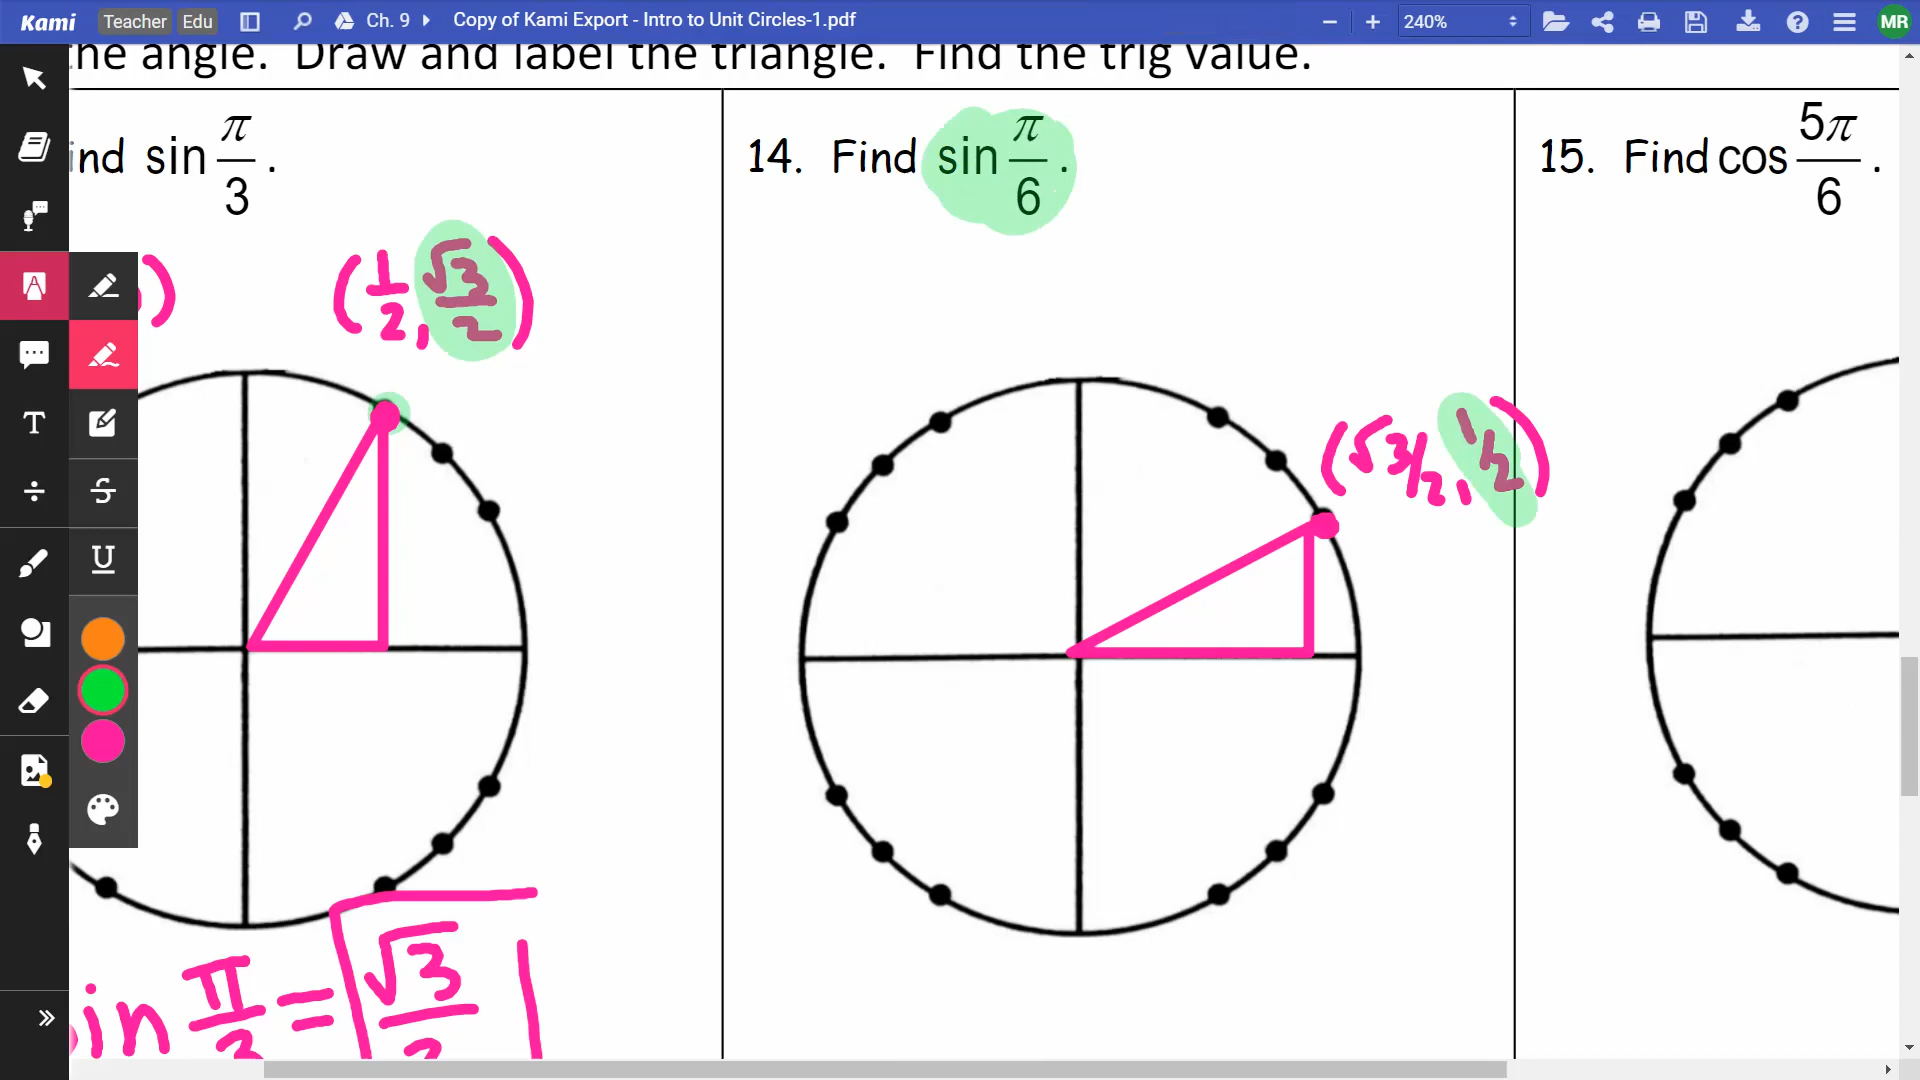 Kami Teacher Edu Ch. 9 Copy of Kami Export - Intro to Unit Circles-1.pdf 240% MR
he angle. Draw and label the triangle. Find the trig value.
ind sin π/3 .
14. Find sin π/6 .
15. Find cos 5π/6 .
)
(1/2, √3/2)
(√3/2, 1/2)
in π/3 = √3/2